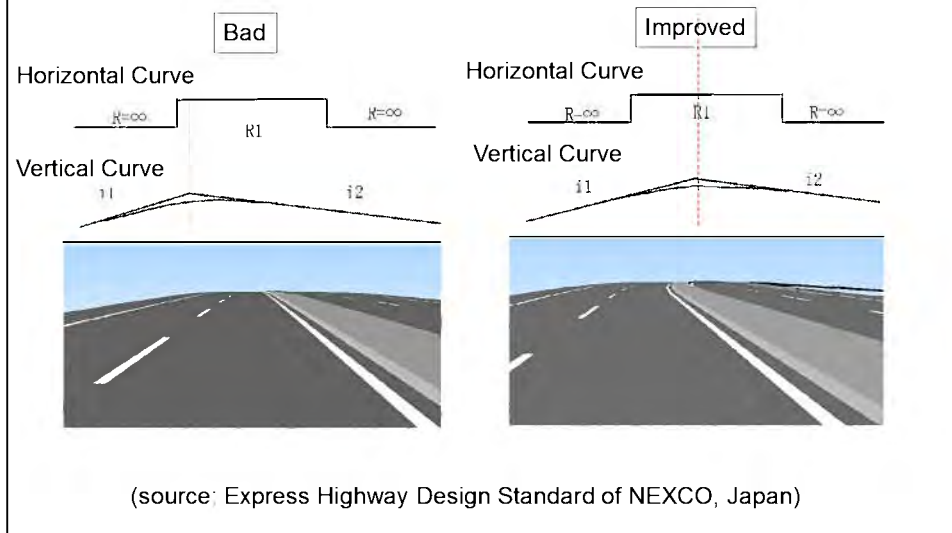 Bad
Horizontal Curve
R=∞
R1
R=∞
Vertical Curve
i1
i2
Improved
Horizontal Curve
R=∞
R1
R=∞
Vertical Curve
i1
i2
(source: Express Highway Design Standard of NEXCO, Japan)